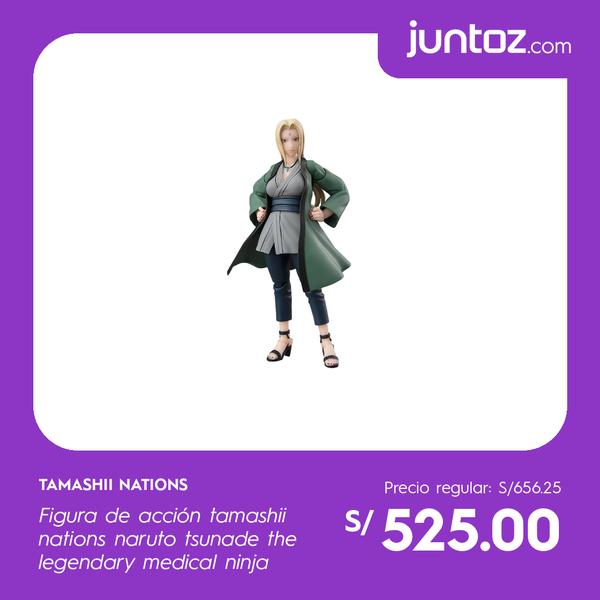 juntoz.com
TAMASHII NATIONS
Figura de acción tamashii
nations naruto tsunade the
legendary medical ninja
Precio regular: S/656.25
S/ 525.00